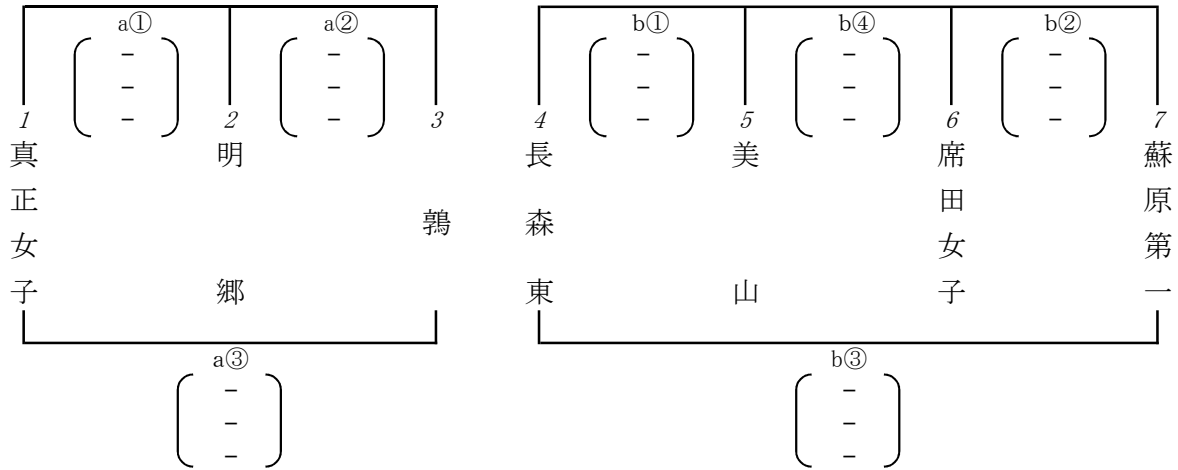 a① a② b① b④ b②
- - - - -
- - - - -
- - - - -
1 2 3 4 5 6 7
真正女子
明郷
鶉
長森東
美山
席田女子
蘇原第一
a③ b③
- -
- -
- -